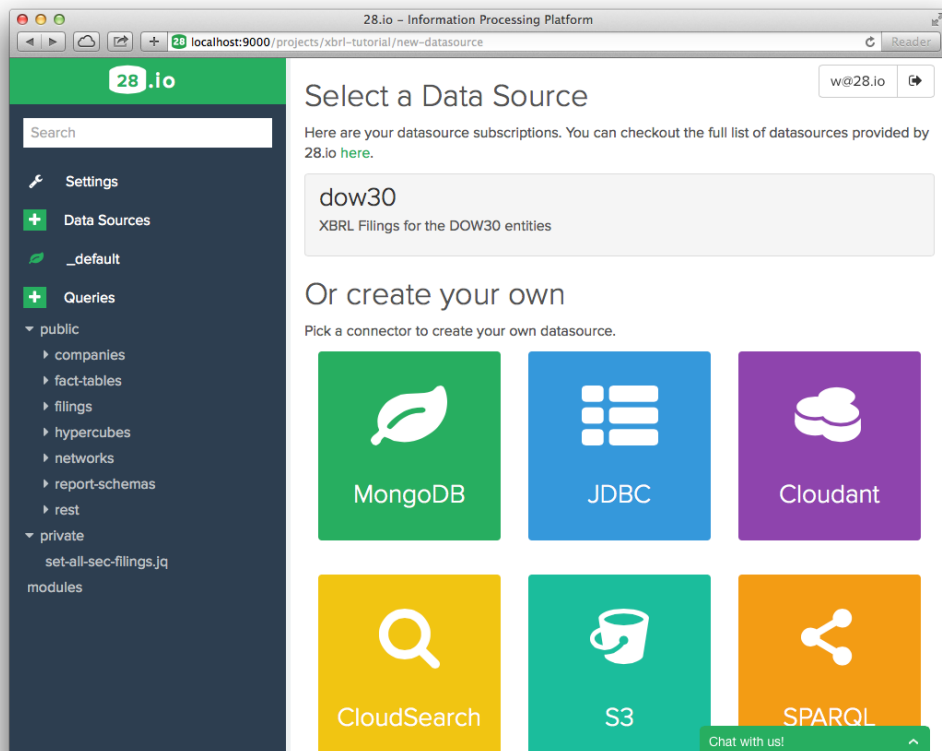 28.io – Information Processing Platform
28 localhost:9000/projects/xbrl-tutorial/new-datasource
Reader
28.io
w@28.io
Search
Settings
Data Sources
_default
Queries
public
companies
fact-tables
filings
hypercubes
networks
report-schemas
rest
private
set-all-sec-filings.jq
modules
Select a Data Source
Here are your datasource subscriptions. You can checkout the full list of datasources provided by
28.io here.
dow30
XBRL Filings for the DOW30 entities
Or create your own
Pick a connector to create your own datasource.
MongoDB
JDBC
Cloudant
CloudSearch
S3
SPARQL
Chat with us!